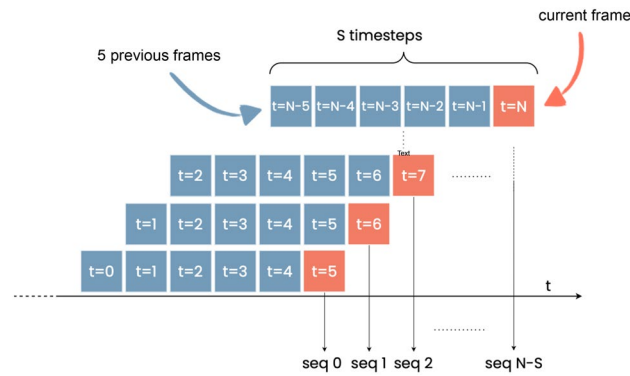 current frame
S timesteps
5 previous frames
t=N-5 t=N-4 t=N-3 t=N-2 t=N-1 t=N
Text
t=2 t=3 t=4 t=5 t=6 t=7 ..........
t=1 t=2 t=3 t=4 t=5 t=6
t=0 t=1 t=2 t=3 t=4 t=5
t
.............
seq 0 seq 1 seq 2 seq N-S